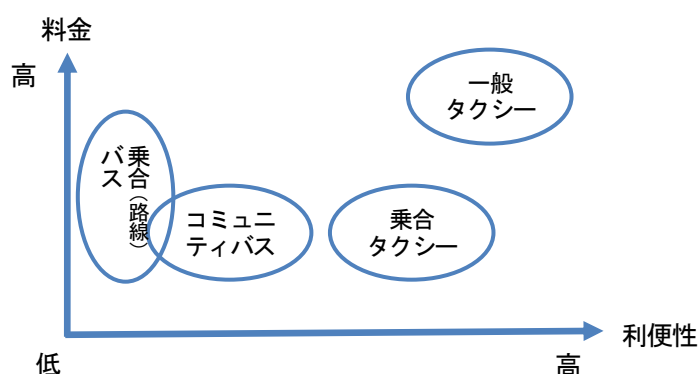 料金
高
一般
タクシー
乗合（路線）
バス
コミュニ
ティバス
乗合
タクシー
利便性
低
高